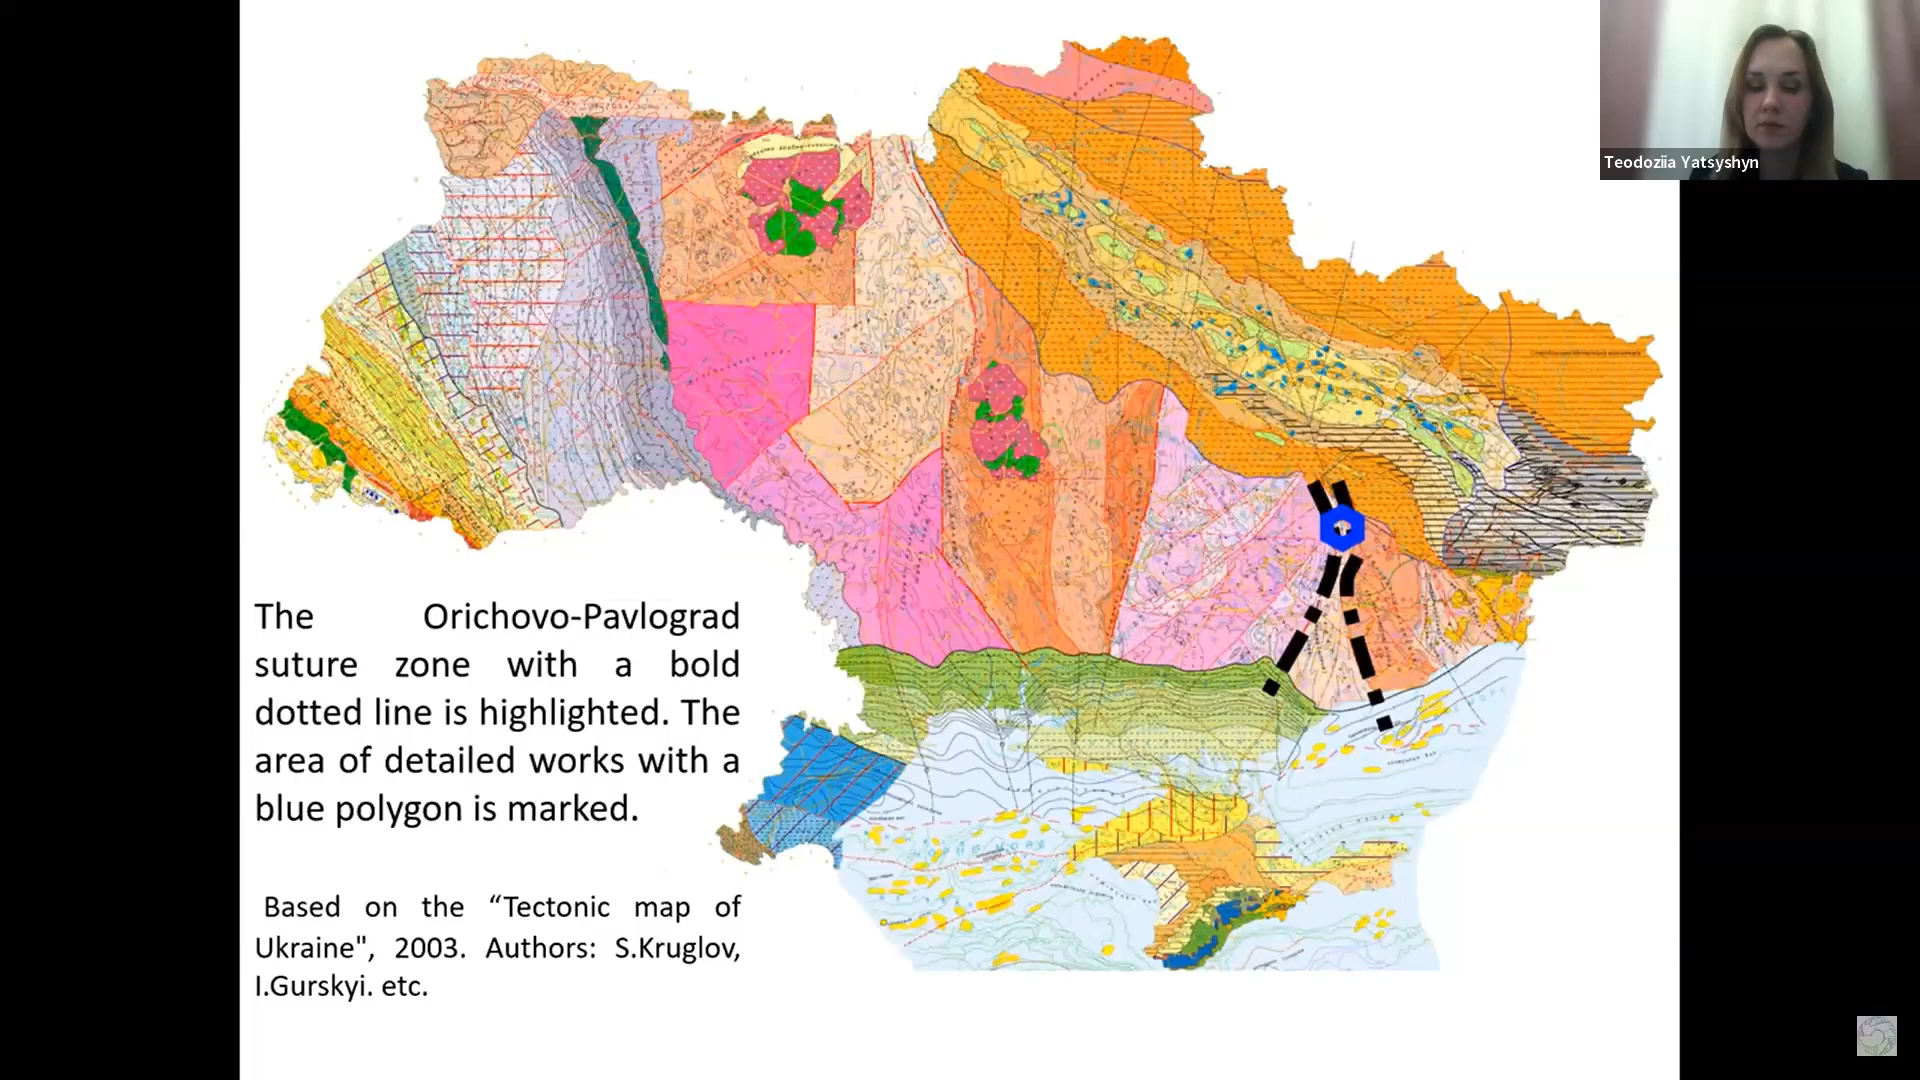 Teodoziia Yatsyshyn
The Orichovo-Pavlograd
suture zone with a bold
dotted line is highlighted. The
area of detailed works with a
blue polygon is marked.
Based on the “Tectonic map of
Ukraine", 2003. Authors: S.Kruglov,
I.Gurskyi. etc.